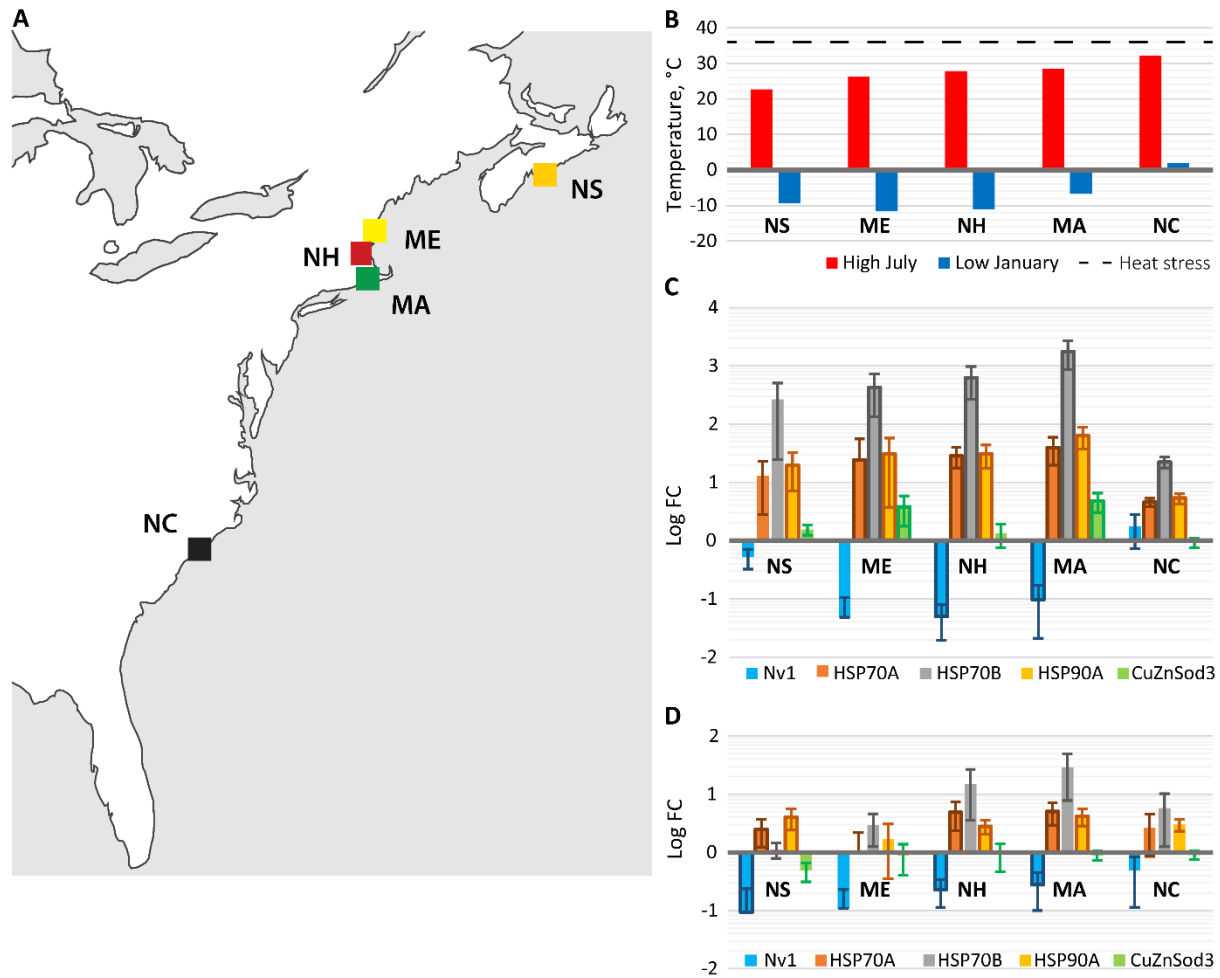 A
NS
ME
NH
MA
NC
B
Temperature, °C
40
30
20
10
0
-10
-20
NS ME NH MA NC
High July Low January Heat stress
C
Log FC
4
3
2
1
0
-1
-2
NS ME NH MA NC
Nv1 HSP70A HSP70B HSP90A CuZnSod3
D
Log FC
2
1
0
-1
-2
NS ME NH MA NC
Nv1 HSP70A HSP70B HSP90A CuZnSod3